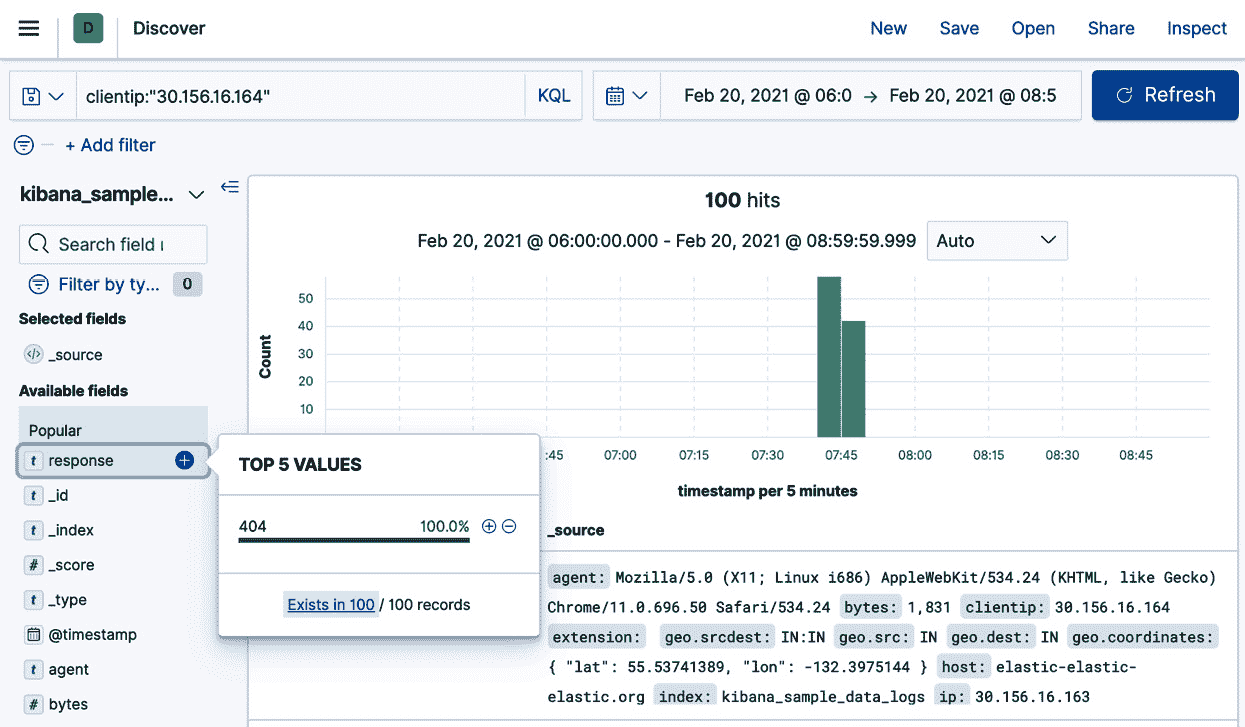 D Discover New Save Open Share Inspect
clientip:"30.156.16.164" KQL Feb 20, 2021 @ 06:0 → Feb 20, 2021 @ 08:5 Refresh
+ Add filter
kibana_sample...
100 hits
Search field
Feb 20, 2021 @ 06:00:00.000 - Feb 20, 2021 @ 08:59:59.999 Auto
Filter by ty... 0
Selected fields
_source
Available fields
Popular
t response
t _id
t _index
# _score
t _type
@timestamp
t agent
# bytes
Count
50
40
30
20
10
:45 07:00 07:15 07:30 07:45 08:00 08:15 08:30 08:45
timestamp per 5 minutes
TOP 5 VALUES
404 100.0%
Exists in 100 / 100 records
_source
agent: Mozilla/5.0 (X11; Linux i686) AppleWebKit/534.24 (KHTML, like Gecko)
Chrome/11.0.696.50 Safari/534.24 bytes: 1,831 clientip: 30.156.16.164
extension: geo.srcdest: IN:IN geo.src: IN geo.dest: IN geo.coordinates:
{ "lat": 55.53741389, "lon": -132.3975144 } host: elastic-elastic-
elastic.org index: kibana_sample_data_logs ip: 30.156.16.163